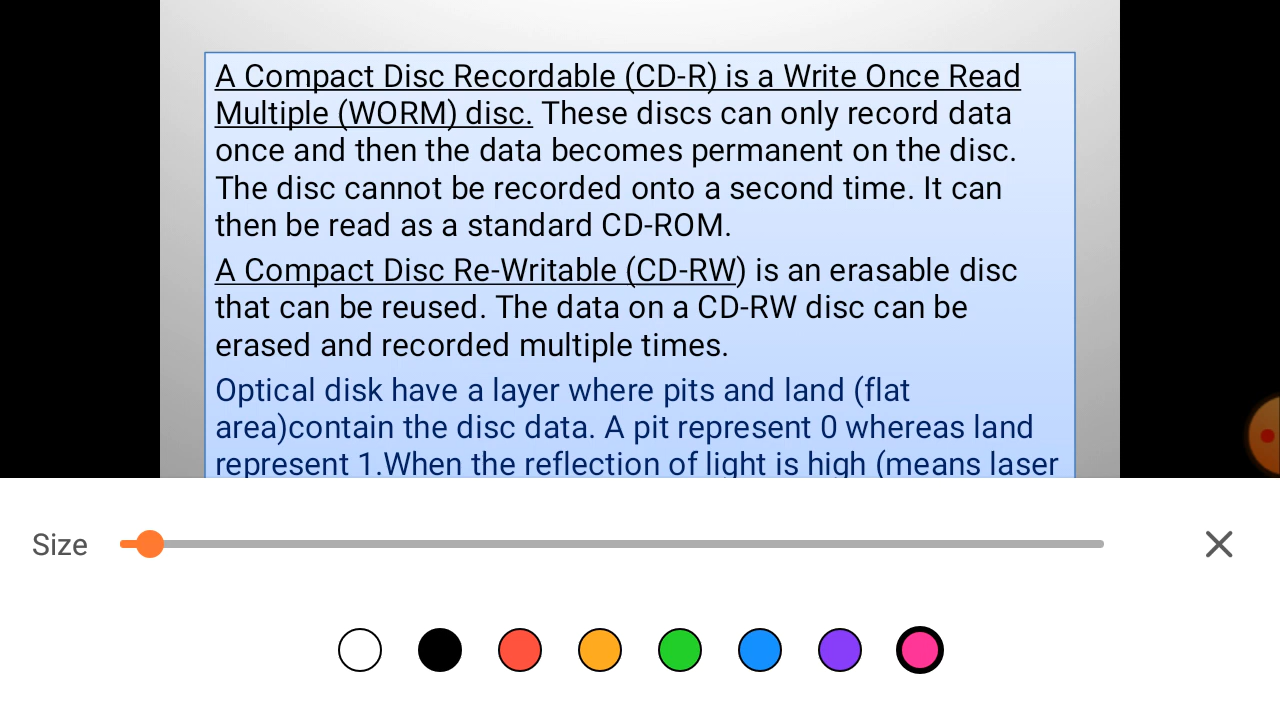 A Compact Disc Recordable (CD-R) is a Write Once Read
Multiple (WORM) disc. These discs can only record data
once and then the data becomes permanent on the disc.
The disc cannot be recorded onto a second time. It can
then be read as a standard CD-ROM.
A Compact Disc Re-Writable (CD-RW) is an erasable disc
that can be reused. The data on a CD-RW disc can be
erased and recorded multiple times.
Optical disk have a layer where pits and land (flat
area)contain the disc data. A pit represent 0 whereas land
represent 1.When the reflection of light is high (means laser
Size